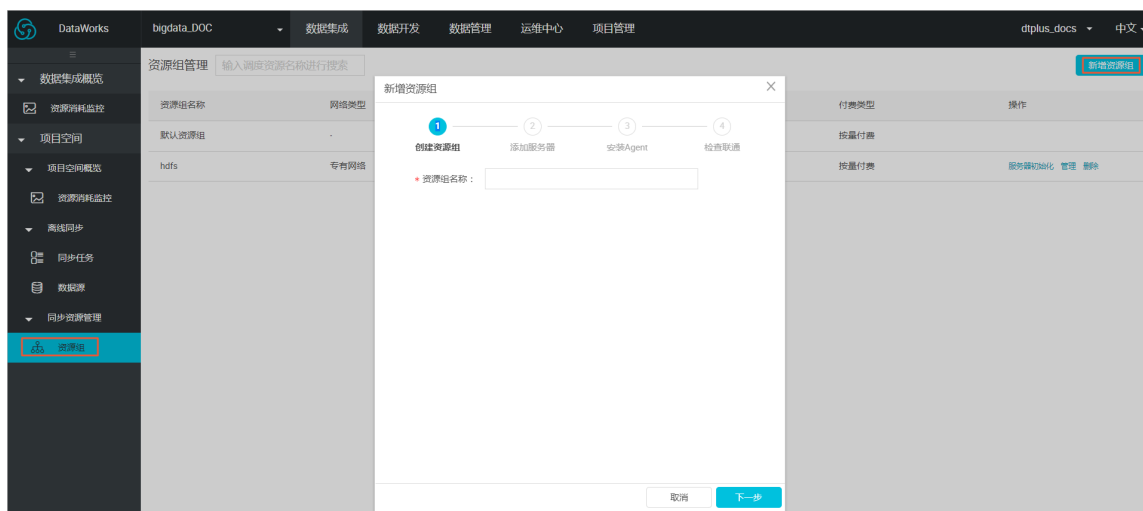 DataWorks bigdata_DOC 数据集成 数据开发 数据管理 运维中心 项目管理 dtplus_docs 中文
数据集成概览
资源消耗监控
项目空间
项目空间概览
资源消耗监控
离线同步
同步任务
数据源
同步资源管理
资源组
资源组管理 输入调度资源名称进行搜索 新增资源组
资源组名称 网络类型 付费类型 操作
默认资源组 - 按量付费
hdfs 专有网络 按量付费 服务器初始化 管理 删除
新增资源组
1 2 3 4
创建资源组 添加服务器 安装Agent 检查联通
* 资源组名称：
取消 下一步